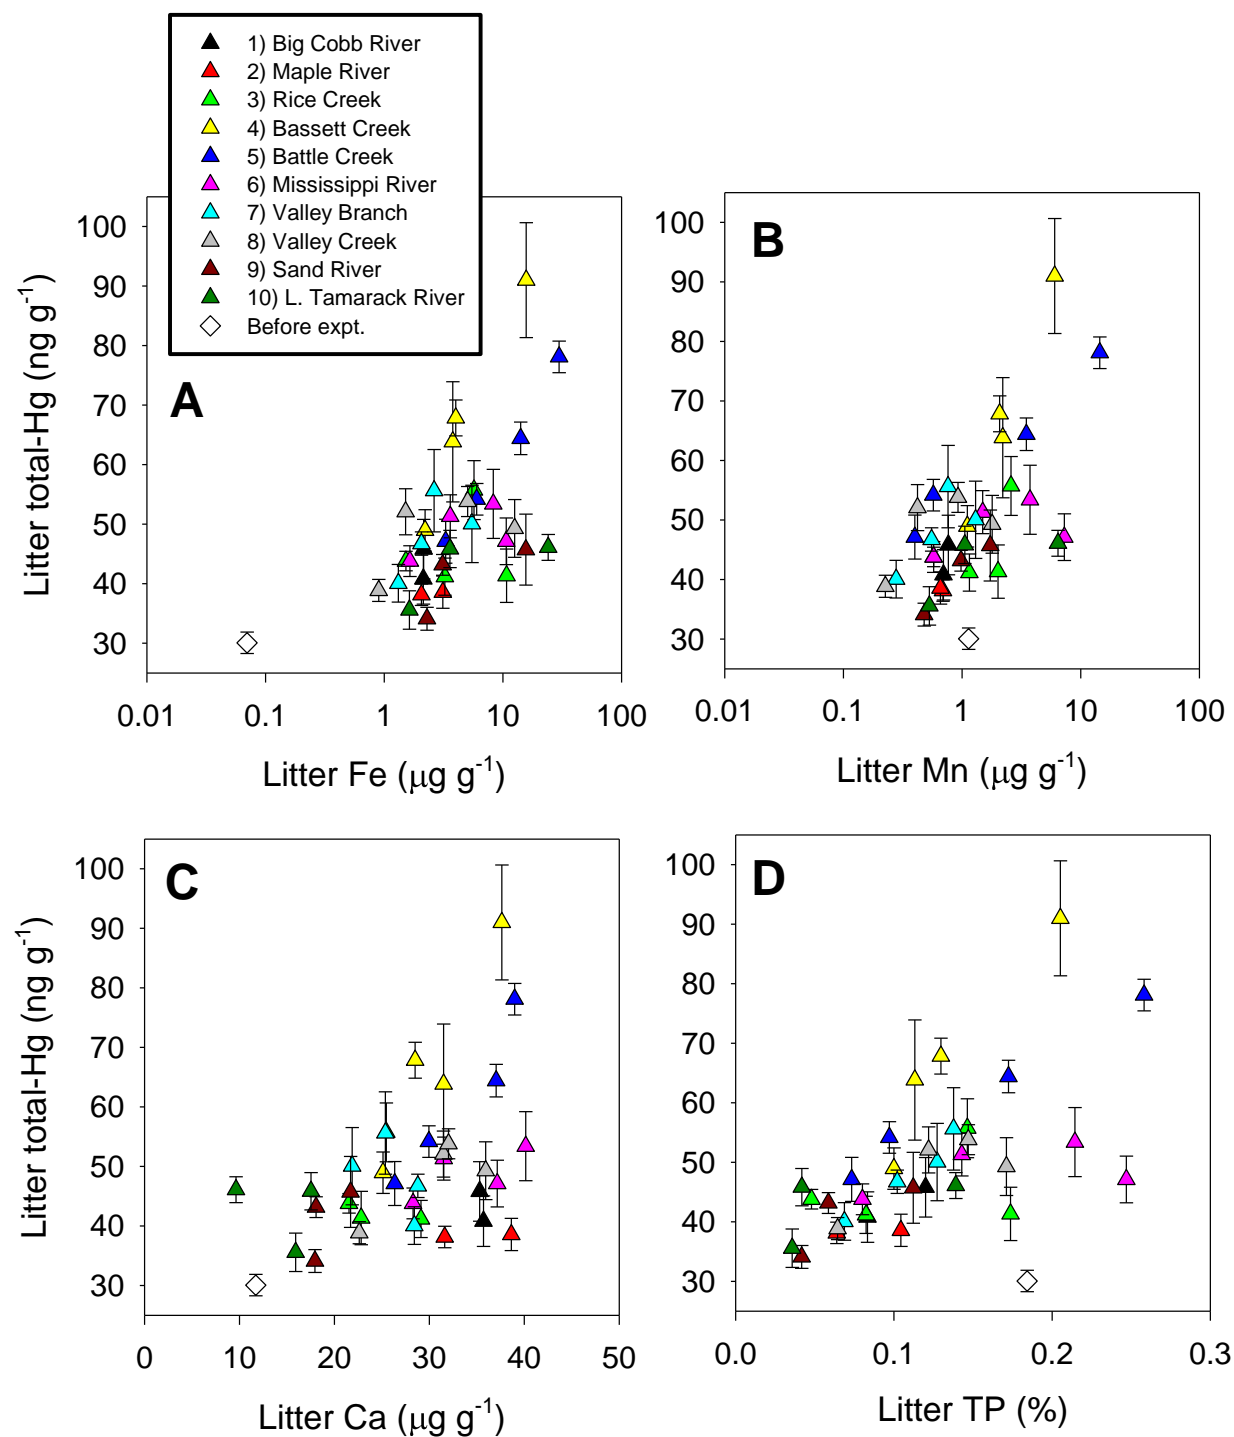 1) Big Cobb River
2) Maple River
3) Rice Creek
4) Bassett Creek
5) Battle Creek
6) Mississippi River
7) Valley Branch
8) Valley Creek
9) Sand River
10) L. Tamarack River
Before expt.
A
Litter total-Hg (ng g⁻¹)
100
90
80
70
60
50
40
30
0.01 0.1 1 10 100
Litter Fe (μg g⁻¹)
B
100
90
80
70
60
50
40
30
0.01 0.1 1 10 100
Litter Mn (μg g⁻¹)
C
Litter total-Hg (ng g⁻¹)
100
90
80
70
60
50
40
30
0 10 20 30 40 50
Litter Ca (μg g⁻¹)
D
100
90
80
70
60
50
40
30
0.0 0.1 0.2 0.3
Litter TP (%)